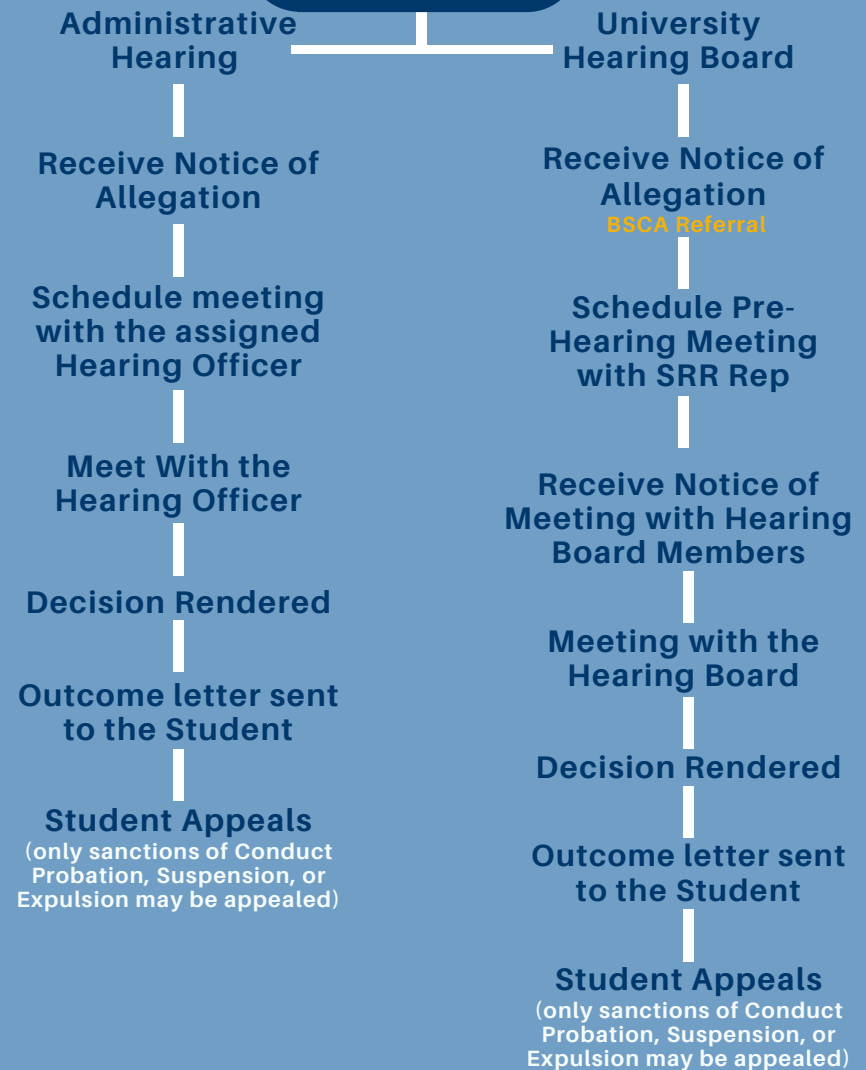 Administrative
Hearing
Receive Notice of
Allegation
Schedule meeting
with the assigned
Hearing Officer
Meet With the
Hearing Officer
Decision Rendered
Outcome letter sent
to the Student
Student Appeals
(only sanctions of Conduct
Probation, Suspension, or
Expulsion may be appealed)
University
Hearing Board
Receive Notice of
Allegation
BSCA Referral
Schedule Pre-
Hearing Meeting
with SRR Rep
Receive Notice of
Meeting with Hearing
Board Members
Meeting with the
Hearing Board
Decision Rendered
Outcome letter sent
to the Student
Student Appeals
(only sanctions of Conduct
Probation, Suspension, or
Expulsion may be appealed)